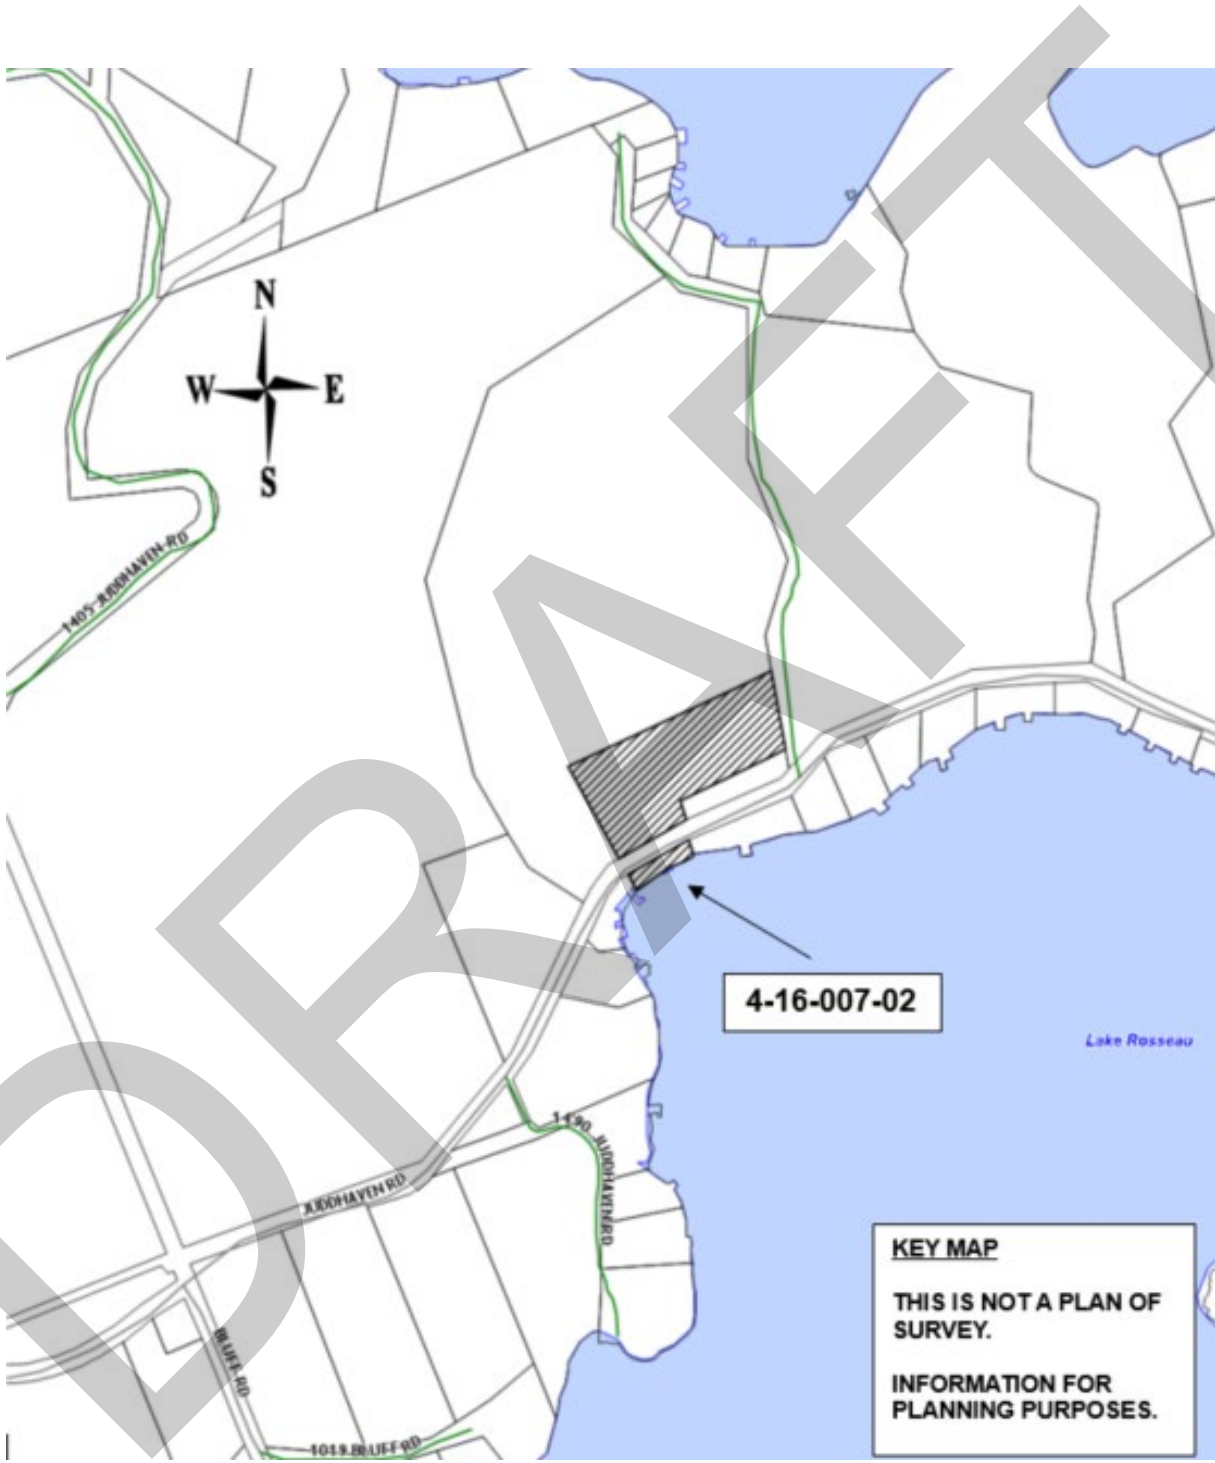 DRAFT
N
W E
S
1405 JUDDHAVEN RD
4-16-007-02
Lake Rosseau
1490 JUDDHAVEN RD
JUDDHAVEN RD
KEY MAP
THIS IS NOT A PLAN OF
SURVEY.
INFORMATION FOR
PLANNING PURPOSES.
BLUFF RD
1019 BLUFF RD